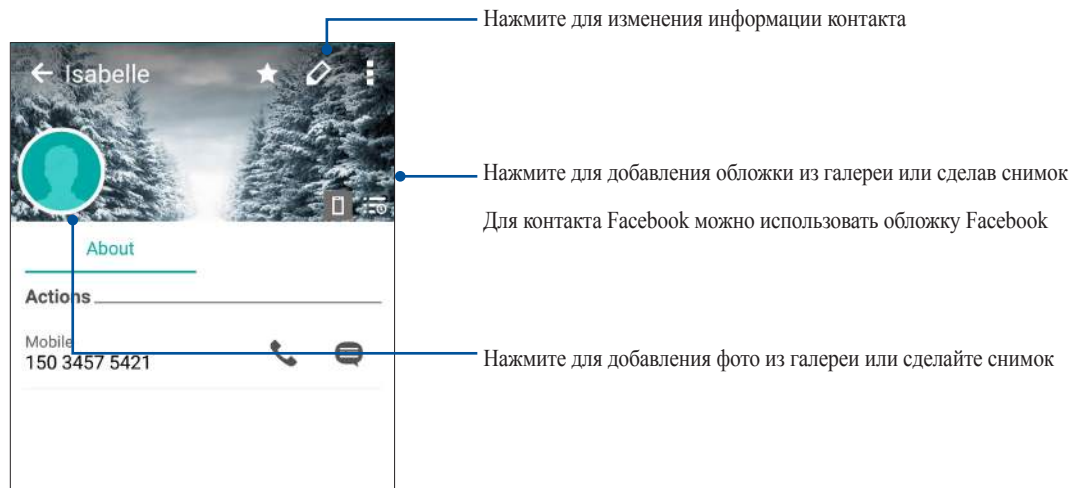 Нажмите для изменения информации контакта
Isabelle
Нажмите для добавления обложки из галереи или сделав снимок
Для контакта Facebook можно использовать обложку Facebook
About
Actions
Mobile
150 3457 5421
Нажмите для добавления фото из галереи или сделайте снимок